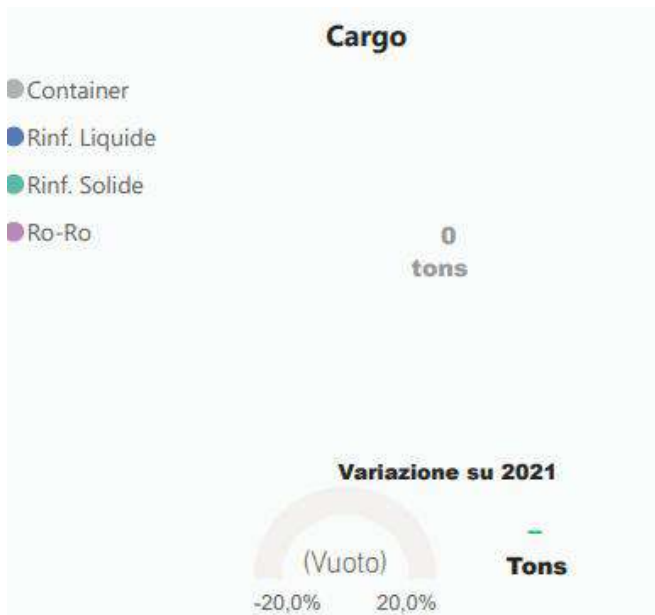 Cargo
Container
Rinf. Liquide
Rinf. Solide
Ro-Ro
0
tons
Variazione su 2021
(Vuoto)
-20,0%
20,0%
--
Tons